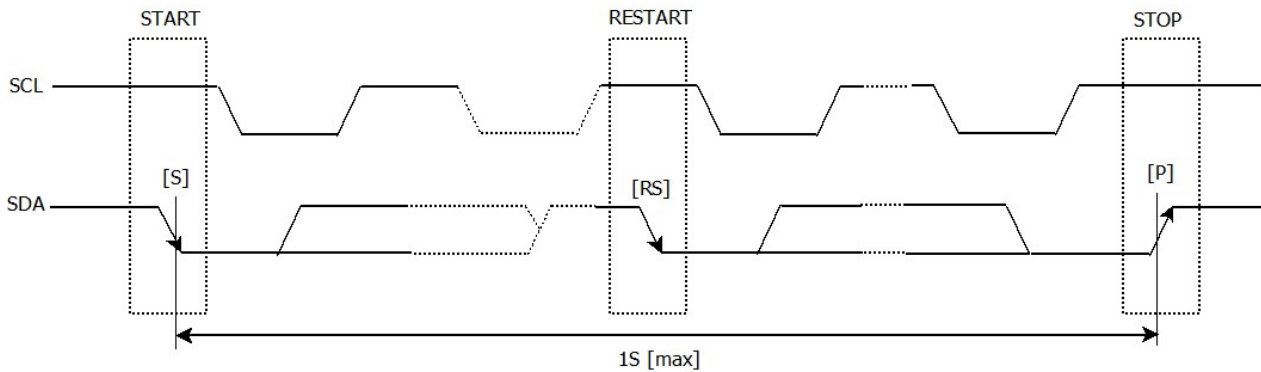 START RESTART STOP
SCL
[S] [RS] [P]
SDA
1S [max]